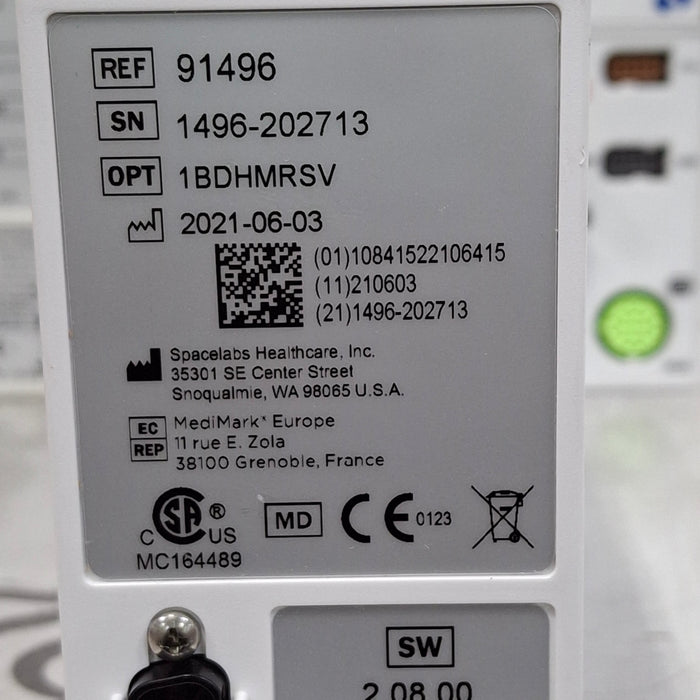 REF 91496
SN 1496-202713
OPT 1BDHMRSV
2021-06-03
(01)10841522106415
(11)210603
(21)1496-202713
Spacelabs Healthcare, Inc.
35301 SE Center Street
Snoqualmie, WA 98065 U.S.A.
EC REP
MediMark* Europe
11 rue E. Zola
38100 Grenoble, France
C SA ® US
MC164489
MD
CE 0123
SW
2.08.00